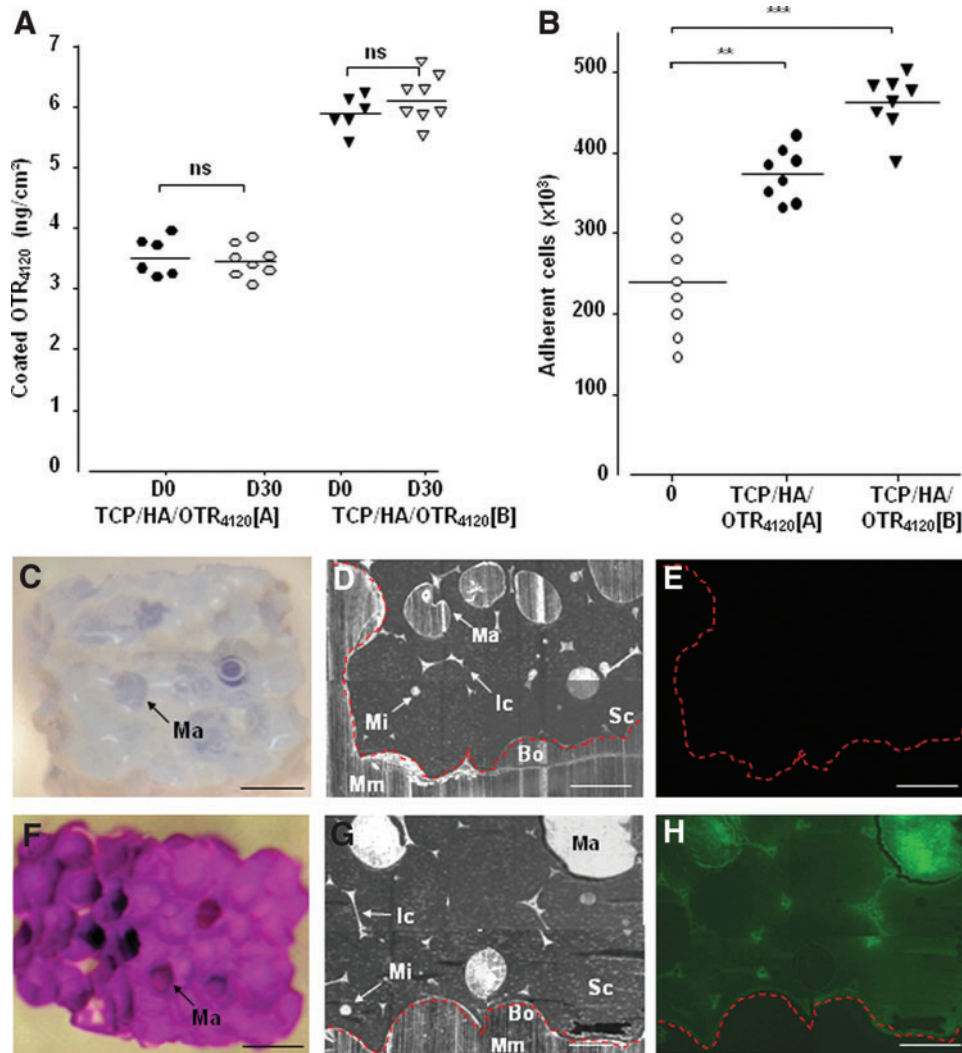 A
Coated OTR4120 (ng/cm²)
7
6
5
4
3
2
1
0
ns
ns
D0
D30
D0
D30
TCP/HA/OTR4120[A]
TCP/HA/OTR4120[B]
B
Adherent cells (x10³)
500
400
300
200
100
0
***
**
0
TCP/HA/
OTR4120[A]
TCP/HA/
OTR4120[B]
C
Ma
D
Ma
Ic
Mi
Sc
Bo
Mm
E
F
Ma
G
Ma
Ic
Mi
Sc
Bo
Mm
H